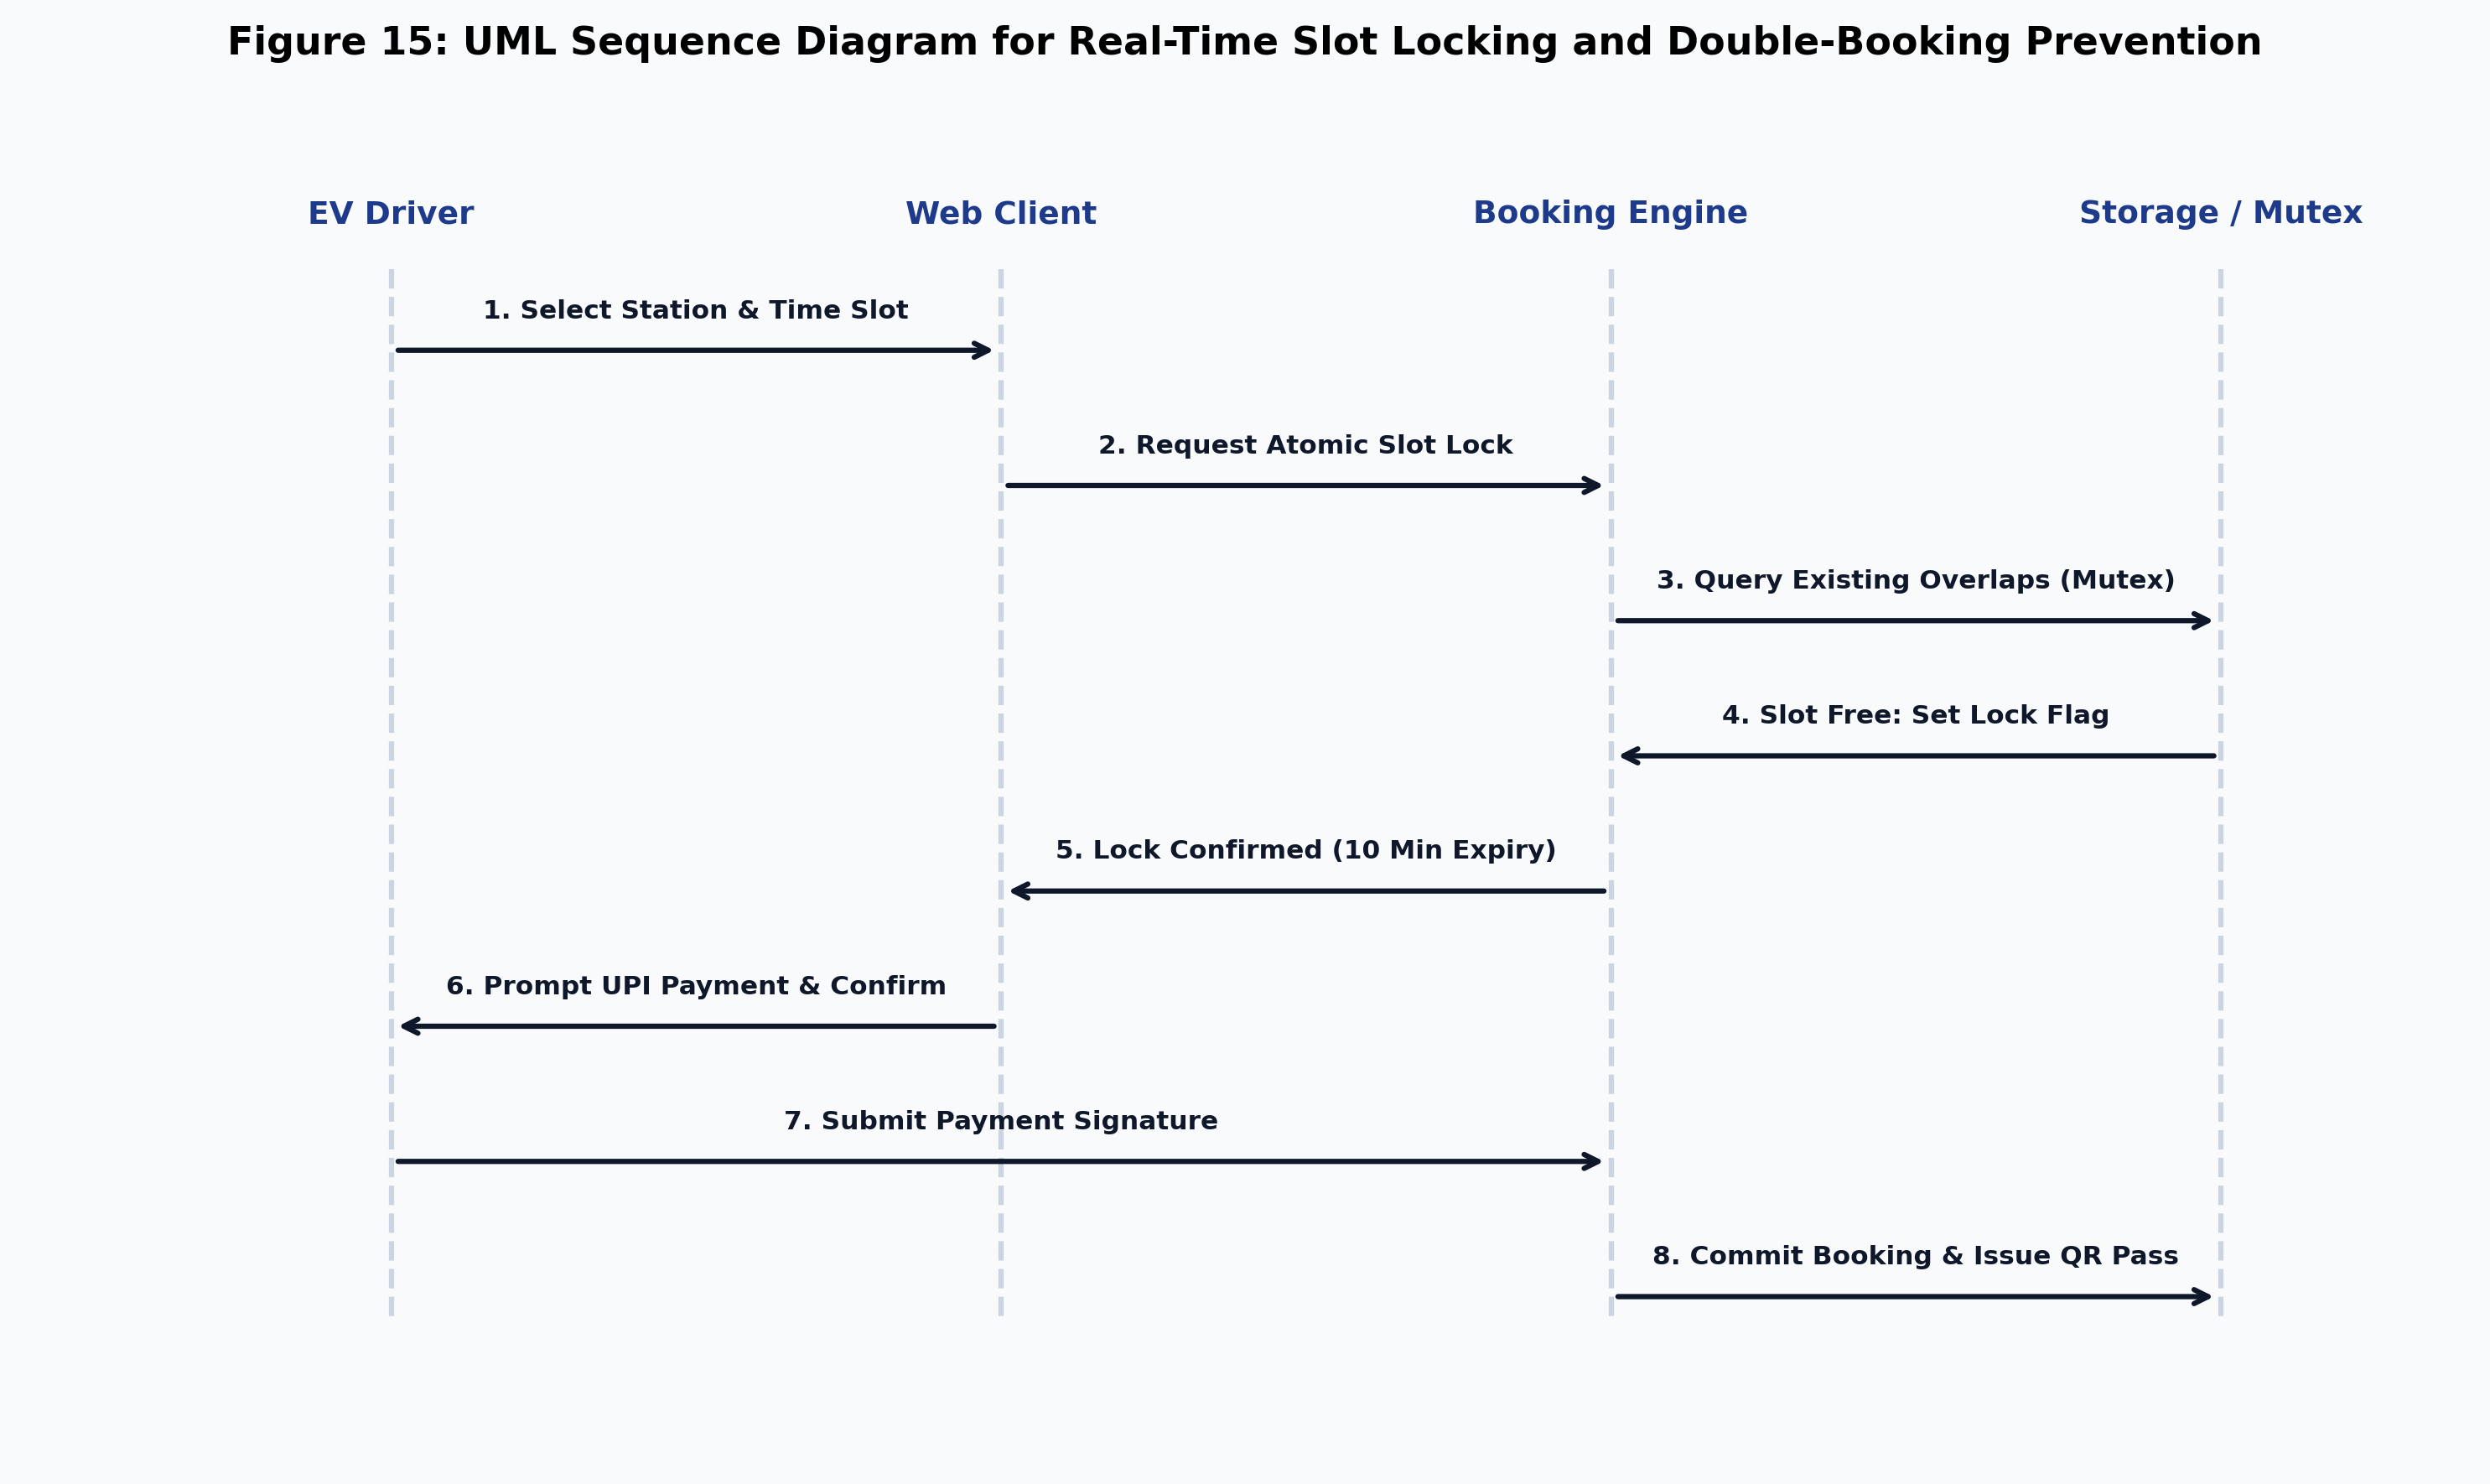 Figure 15: UML Sequence Diagram for Real-Time Slot Locking and Double-Booking Prevention
EV Driver
Web Client
Booking Engine
Storage / Mutex
1. Select Station & Time Slot
2. Request Atomic Slot Lock
3. Query Existing Overlaps (Mutex)
4. Slot Free: Set Lock Flag
5. Lock Confirmed (10 Min Expiry)
6. Prompt UPI Payment & Confirm
7. Submit Payment Signature
8. Commit Booking & Issue QR Pass